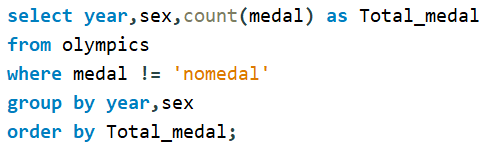 select year,sex,count(medal) as Total_medal
from olympics
where medal != 'nomedal'
group by year,sex
order by Total_medal;